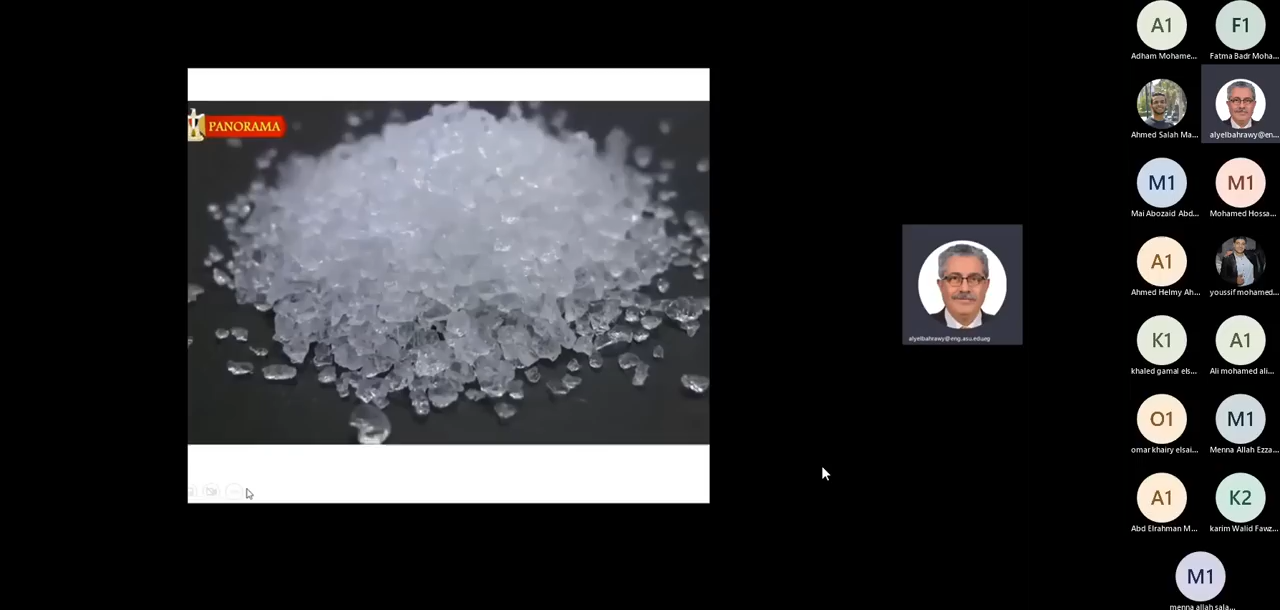 PANORAMA
alyelbahrawy@eng.asu.edu.eg
A1
F1
Adham Mohame...
Fatma Badr Moha...
Ahmed Salah Ma...
alyelbahrawy@en...
M1
M1
Mai Abozaid Abd...
Mohamed Hossa...
A1
Ahmed Helmy Ah...
youssif mohamed...
K1
A1
khaled gamal els...
Ali mohamed ali...
O1
M1
omar khairy elsai...
Menna Allah Ezza...
A1
K2
Abd Elrahman M...
karim Walid Fawz...
M1
menna allah sala...